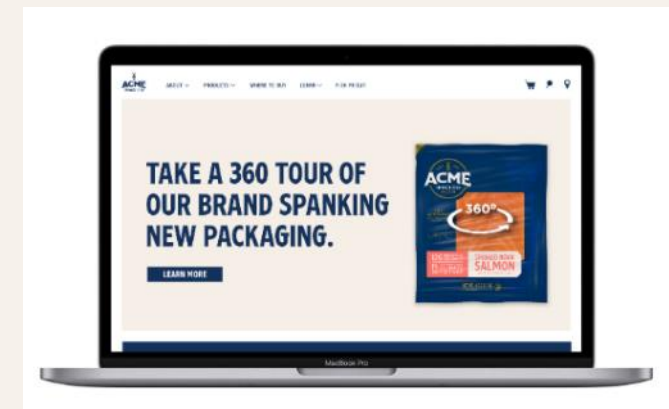 ACME
ABOUT
PRODUCTS
WHERE TO BUY
LEARN
TAKE A 360 TOUR OF
OUR BRAND SPANKING
NEW PACKAGING.
LEARN MORE
ACME
360°
SALMON
MacBook Pro